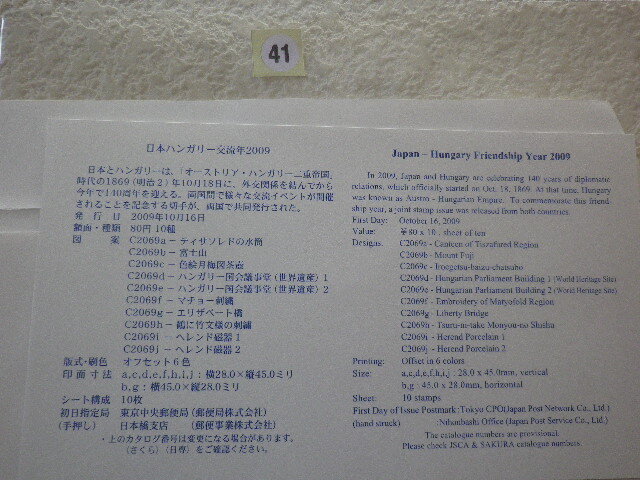 41
日本ハンガリー交流年2009
日本とハンガリーは、「オーストリア・ハンガリー二重帝国」
時代の1869(明治2)年10月18日に、外交関係を結んでから
今年で140周年を迎える。両国間で様々な交流イベントが開催
されることを記念する切手が、両国で共同発行された。
発行日 2009年10月16日
額面・種類 80円10種
図案 C2069a－ティサフレドの水筒
C2069b－富士山
C2069c－色絵月梅図茶壺
C2069d－ハンガリー国会議事堂(世界遺産)1
C2069e－ハンガリー国会議事堂(世界遺産)2
C2069f－マチョー刺繍
C2069g－エリザベート橋
C2069h－鶴に竹文様の刺繍
C2069i－ヘレンド磁器1
C2069j－ヘレンド磁器2
版式・刷色 オフセット6色
印面寸法 a,c,d,e,f,h,i,j：横28.0×縦45.0ミリ
b,g：横45.0×縦28.0ミリ
シート構成 10枚
初日指定局 東京中央郵便局(郵便局株式会社)
(手押し) 日本橋支店 (郵便事業株式会社)
・上のカタログ番号は変更になる場合があります。
(さくら)(日専)をご確認ください。
Japan – Hungary Friendship Year 2009
In 2009, Japan and Hungary are celebrating 140 years of diplomatic
relations, which officially started on Oct. 18, 1869. At that time, Hungary
was known as Austro - Hungarian Empire. To commemorate this friend-
ship year, a joint stamp issue was released from both countries.
First Day: October 16, 2009
Value: ￥80 x 10, sheet of ten
Designs: C2069a - Canteen of Tiszafured Region
C2069b - Mount Fuji
C2069c - Iroegetsu-baizu-chatsubo
C2069d - Hungarian Parliament Building 1 (World Heritage Site)
C2069e - Hungarian Parliament Building 2 (World Heritage Site)
C2069f - Embroidery of Matyofold Region
C2069g - Liberty Bridge
C2069h - Tsuru-ni-take Monyou-no Shishu
C2069i - Herend Porcelain 1
C2069j - Herend Porcelain 2
Printing: Offset in 6 colors
Size: a,c,d,e,f,h,i,j : 28.0 x 45.0mm, vertical
b,g : 45.0 x 28.0mm, horizontal
Sheet: 10 stamps
First Day of Issue Postmark :Tokyo CPO(Japan Post Network Co., Ltd.)
(hand struck) :Nihonbashi Office (Japan Post Service Co., Ltd.)
The catalogue numbers are provisional.
Please check JSCA & SAKURA catalogue numbers.